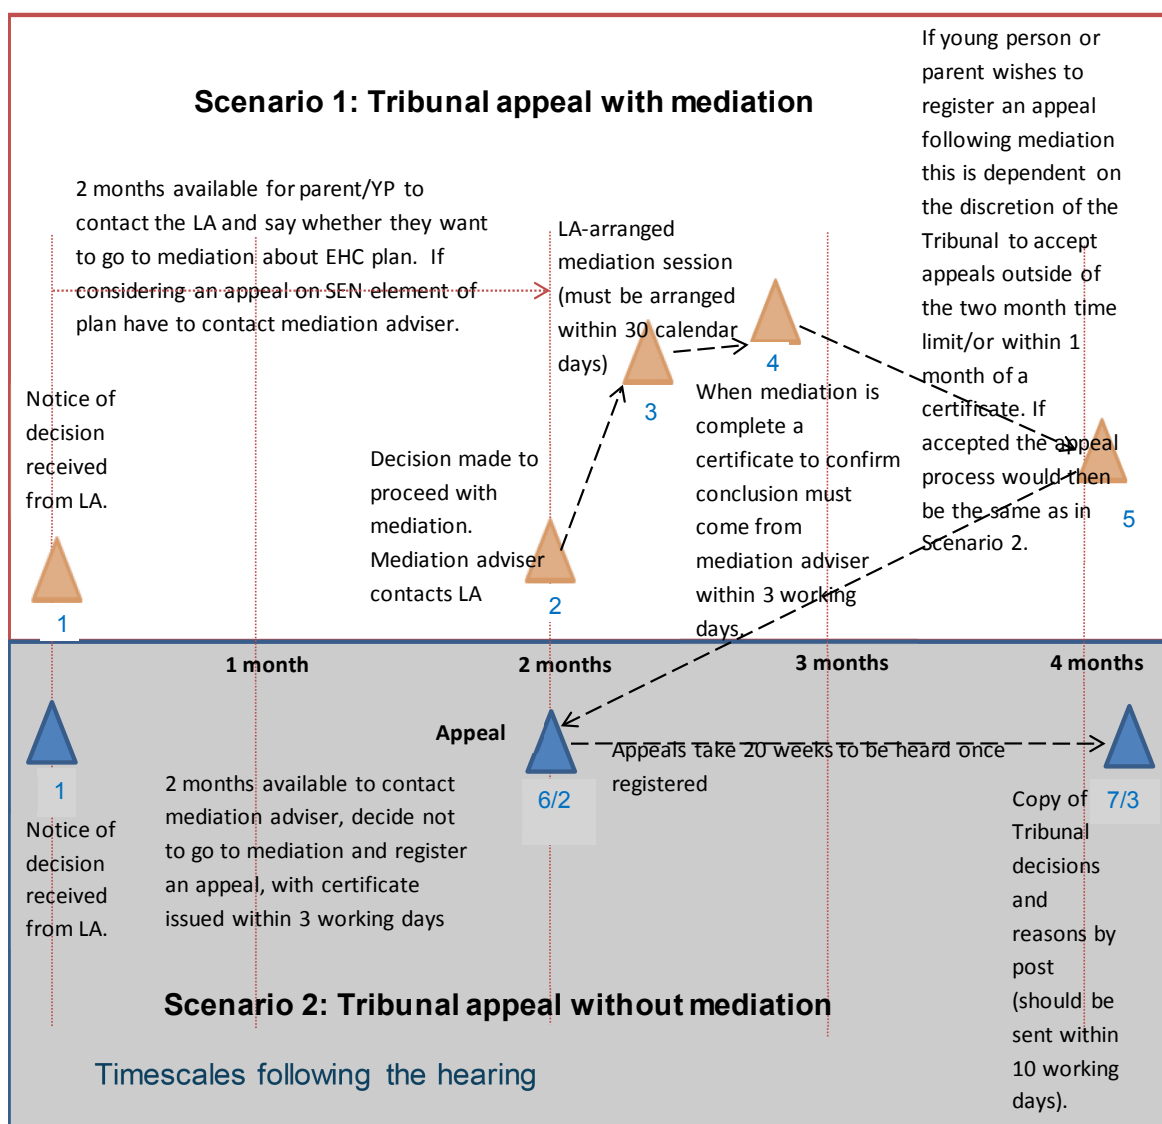 Scenario 1: Tribunal appeal with mediation
2 months available for parent/YP to
contact the LA and say whether they want
to go to mediation about EHC plan.  If
considering an appeal on SEN element of
plan have to contact mediation adviser.
Notice of
decision
received
from LA.
1
Decision made to
proceed with
mediation.
Mediation adviser
contacts LA
2
LA-arranged
mediation session
(must be arranged
within 30 calendar
days)
3
4
When mediation is
complete a
certificate to confirm
conclusion must
come from
mediation adviser
within 3 working
days.
If young person or
parent wishes to
register an appeal
following mediation
this is dependent on
the discretion of the
Tribunal to accept
appeals outside of
the two month time
limit/or within 1
month of a
certificate. If
accepted the appeal
process would then
be the same as in
Scenario 2.
5
1 month
2 months
3 months
4 months
1
Notice of
decision
received
from LA.
2 months available to contact
mediation adviser, decide not
to go to mediation and register
an appeal, with certificate
issued within 3 working days
Appeal
6/2
Appeals take 20 weeks to be heard once
registered
7/3
Copy of
Tribunal
decisions
and
reasons by
post
(should be
sent within
10 working
days).
Scenario 2: Tribunal appeal without mediation
Timescales following the hearing